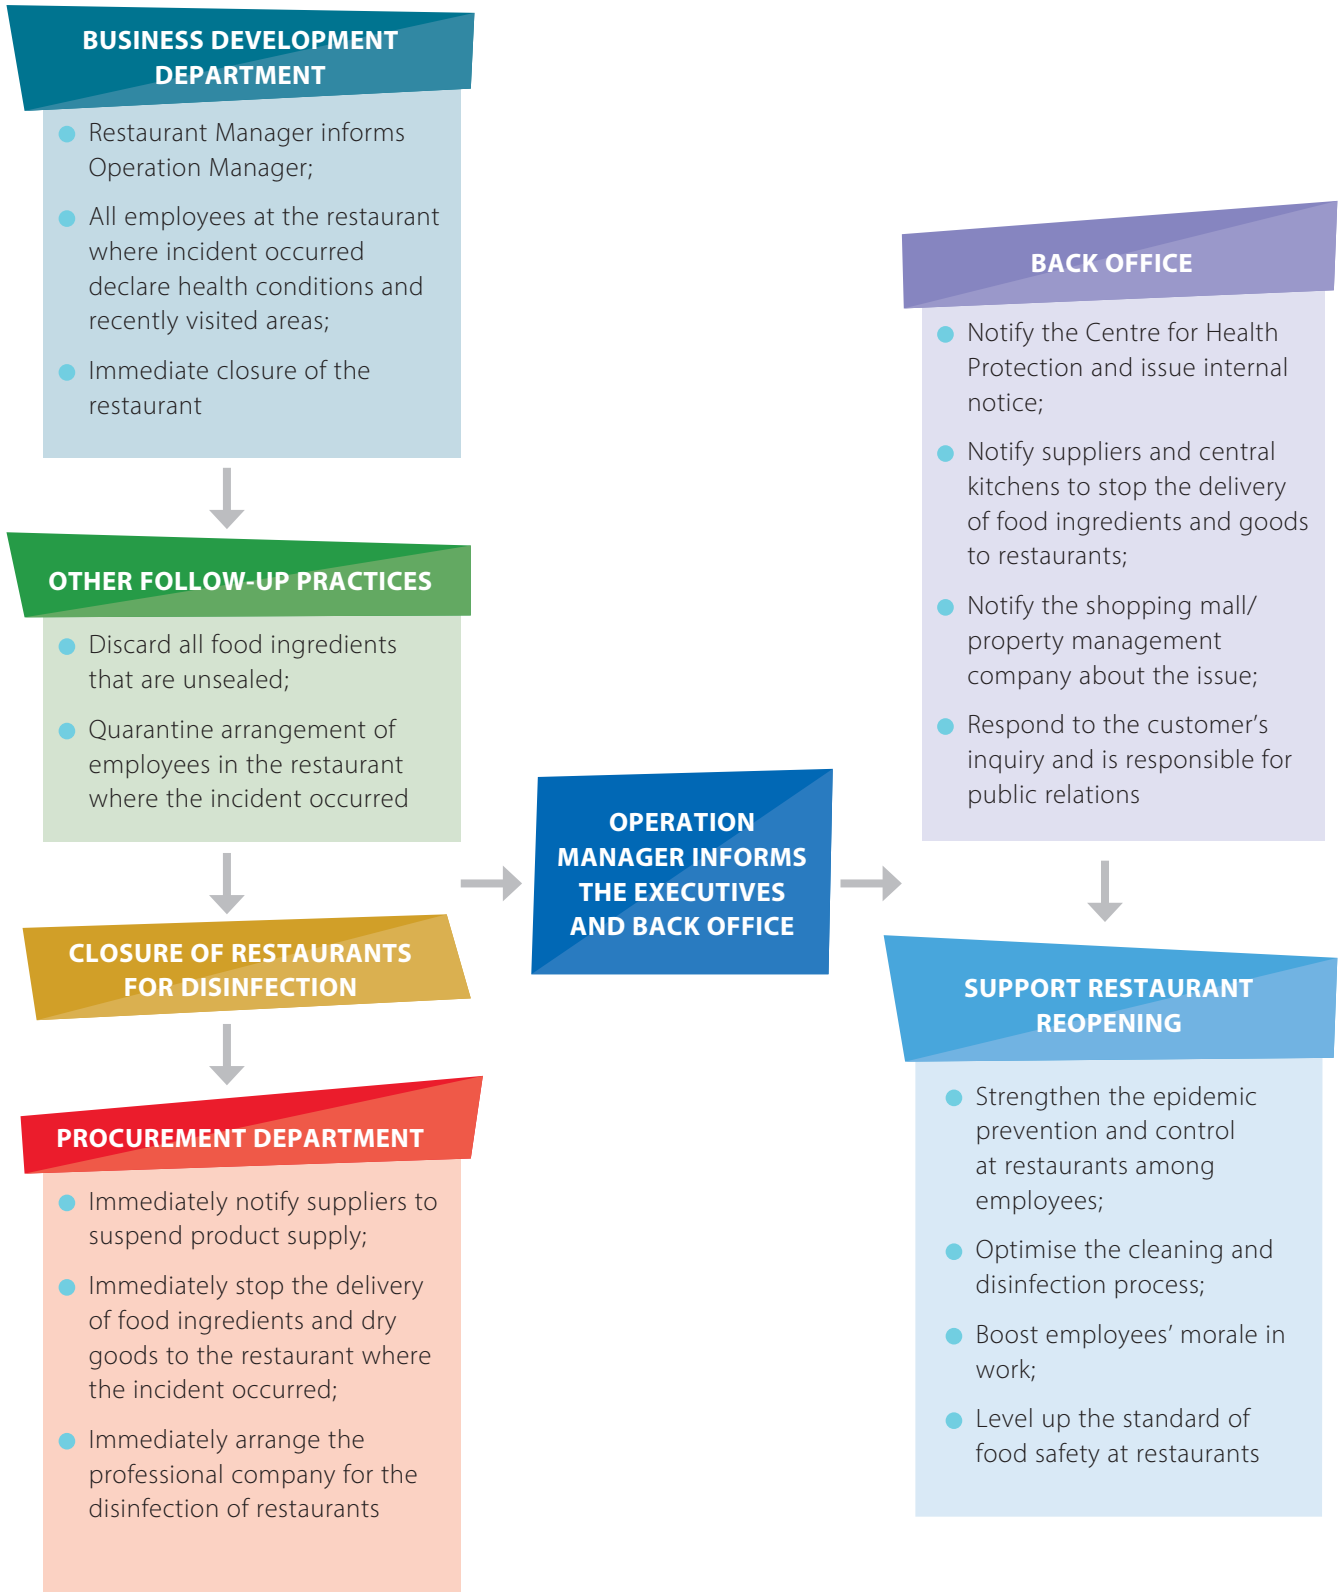 BUSINESS DEVELOPMENT
DEPARTMENT
Restaurant Manager informs
Operation Manager;
All employees at the restaurant
where incident occurred
declare health conditions and
recently visited areas;
Immediate closure of the
restaurant
OTHER FOLLOW-UP PRACTICES
Discard all food ingredients
that are unsealed;
Quarantine arrangement of
employees in the restaurant
where the incident occurred
CLOSURE OF RESTAURANTS
FOR DISINFECTION
PROCUREMENT DEPARTMENT
Immediately notify suppliers to
suspend product supply;
Immediately stop the delivery
of food ingredients and dry
goods to the restaurant where
the incident occurred;
Immediately arrange the
professional company for the
disinfection of restaurants
OPERATION
MANAGER INFORMS
THE EXECUTIVES
AND BACK OFFICE
BACK OFFICE
Notify the Centre for Health
Protection and issue internal
notice;
Notify suppliers and central
kitchens to stop the delivery
of food ingredients and goods
to restaurants;
Notify the shopping mall/
property management
company about the issue;
Respond to the customer’s
inquiry and is responsible for
public relations
SUPPORT RESTAURANT
REOPENING
Strengthen the epidemic
prevention and control
at restaurants among
employees;
Optimise the cleaning and
disinfection process;
Boost employees’ morale in
work;
Level up the standard of
food safety at restaurants